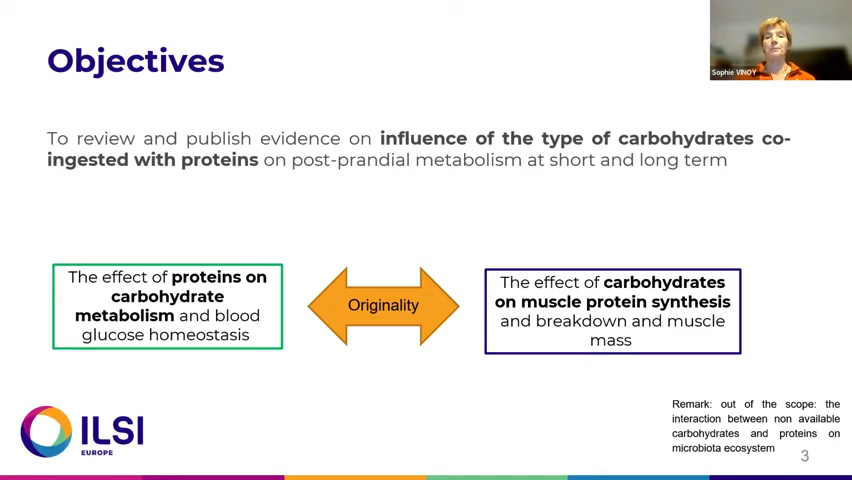 Objectives
Sophie VINOY
To review and publish evidence on influence of the type of carbohydrates co-
ingested with proteins on post-prandial metabolism at short and long term
The effect of proteins on
carbohydrate
metabolism and blood
glucose homeostasis
Originality
The effect of carbohydrates
on muscle protein synthesis
and breakdown and muscle
mass
ILSI
EUROPE
Remark: out of the scope: the
interaction between non available
carbohydrates and proteins on
microbiota ecosystem
3